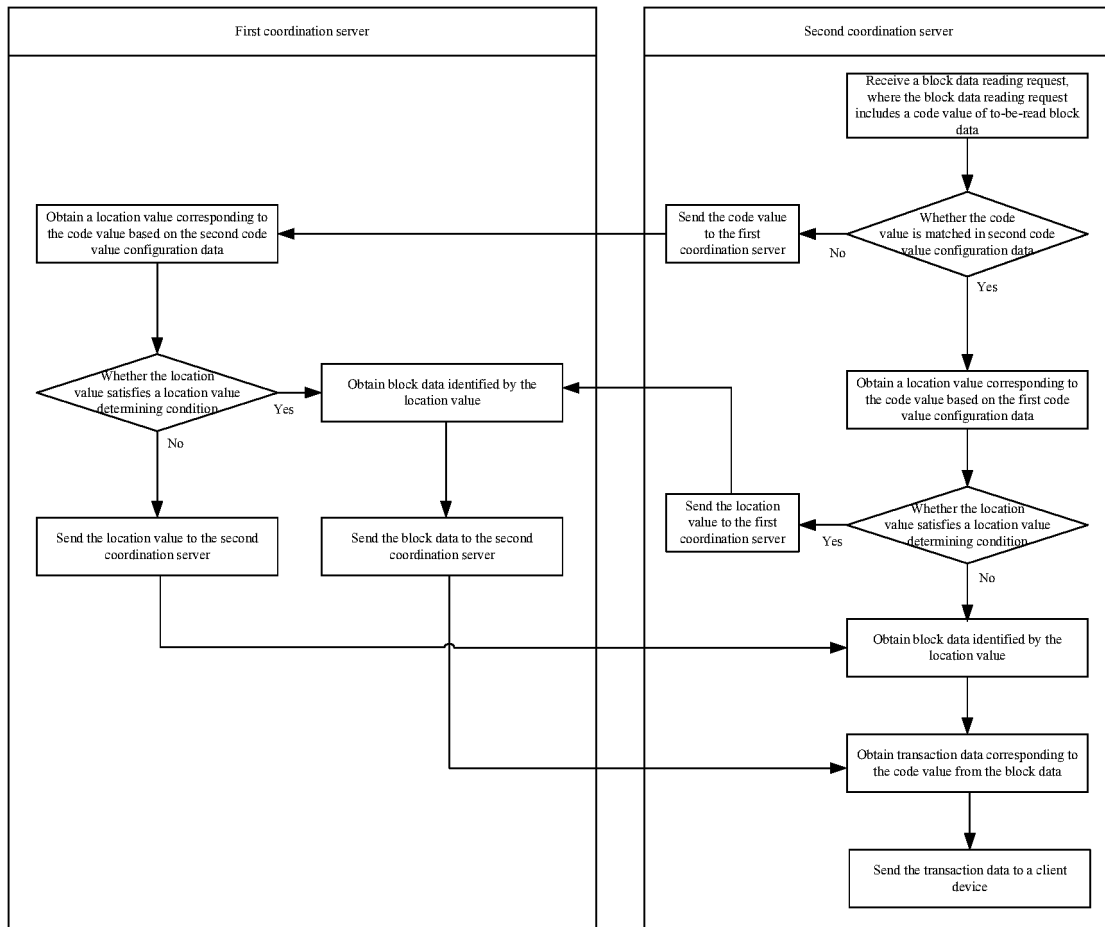 First coordination server
Second coordination server
Receive a block data reading request,
where the block data reading request
includes a code value of to-be-read block
data
Obtain a location value corresponding to
the code value based on the second code
value configuration data
Send the code value
to the first
coordination server
No
Whether the code
value is matched in second code
value configuration data
Yes
Whether the location
value satisfies a location value
determining condition
Yes
No
Obtain block data identified by the
location value
Obtain a location value corresponding to
the code value based on the first code
value configuration data
Send the location value to the second
coordination server
Send the block data to the second
coordination server
Send the location
value to the first
coordination server
Yes
Whether the location
value satisfies a location value
determining condition
No
Obtain block data identified by the
location value
Obtain transaction data corresponding to
the code value from the block data
Send the transaction data to a client
device